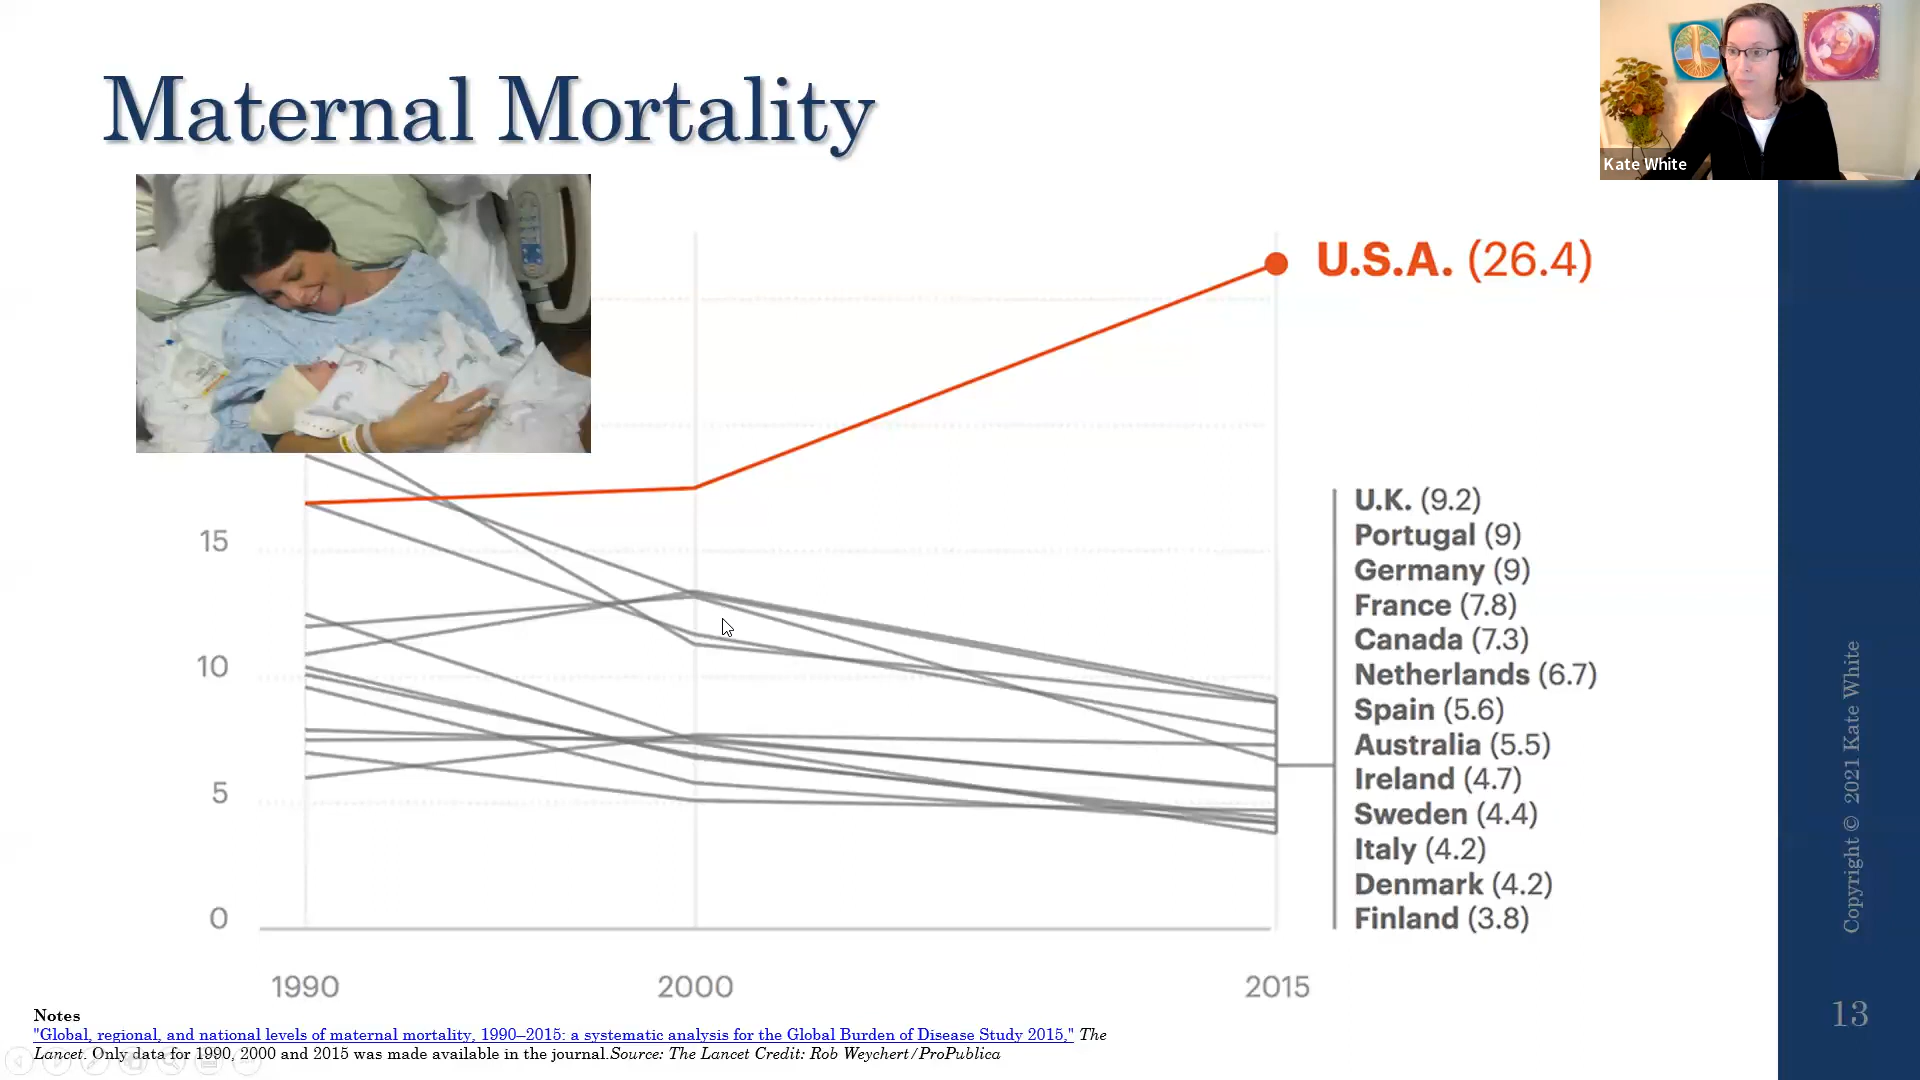 Maternal Mortality
Kate White
U.S.A. (26.4)
15
10
5
0
1990
2000
2015
U.K. (9.2)
Portugal (9)
Germany (9)
France (7.8)
Canada (7.3)
Netherlands (6.7)
Spain (5.6)
Australia (5.5)
Ireland (4.7)
Sweden (4.4)
Italy (4.2)
Denmark (4.2)
Finland (3.8)
Copyright © 2021 Kate White
13
Notes
"Global, regional, and national levels of maternal mortality, 1990–2015: a systematic analysis for the Global Burden of Disease Study 2015," The
Lancet. Only data for 1990, 2000 and 2015 was made available in the journal.Source: The Lancet Credit: Rob Weychert/ProPublica